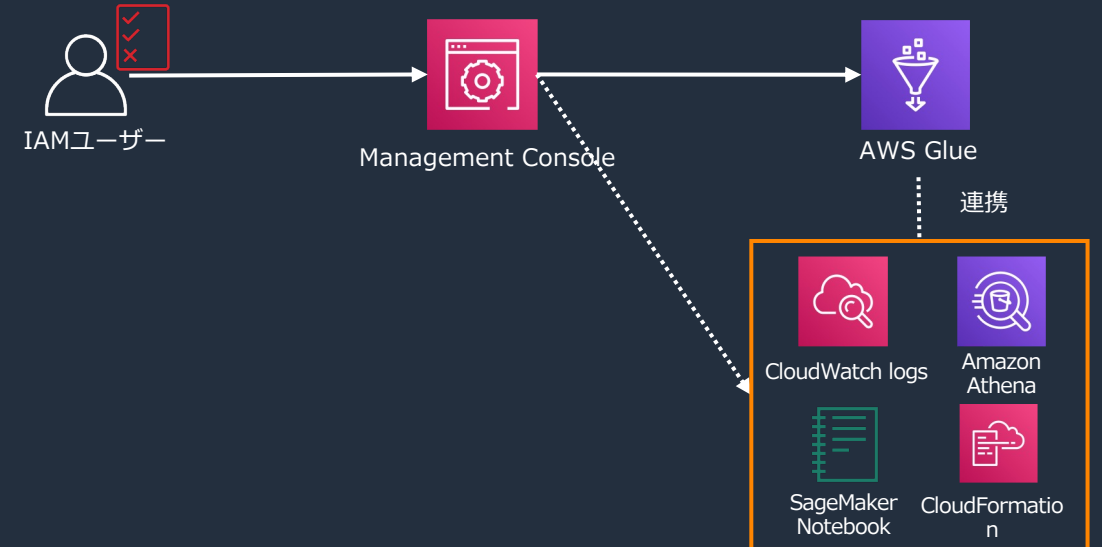 IAMユーザー
Management Console
AWS Glue
連携
CloudWatch logs
Amazon
Athena
SageMaker
Notebook
CloudFormatio
n